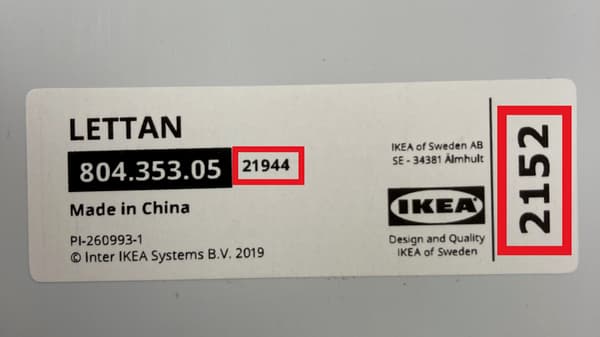 LETTAN
804.353.05 21944
Made in China
PI-260993-1
© Inter IKEA Systems B.V. 2019
IKEA of Sweden AB
SE - 34381 Älmhult
IKEA
Design and Quality
IKEA of Sweden
2152